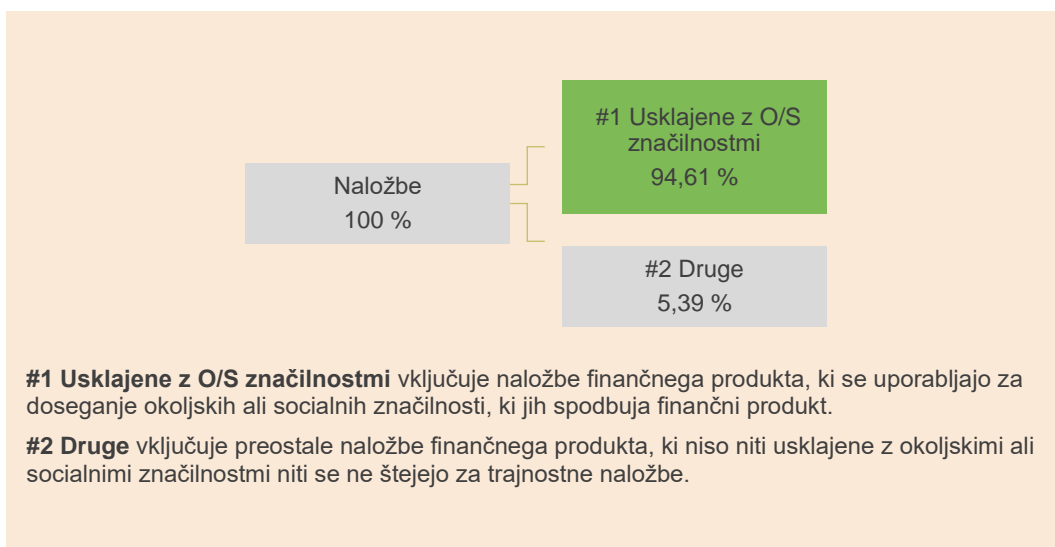 #1 Usklajene z O/S
značilnostmi
94,61 %
Naložbe
100 %
#2 Druge
5,39 %
#1 Usklajene z O/S značilnostmi vključuje naložbe finančnega produkta, ki se uporabljajo za
doseganje okoljskih ali socialnih značilnosti, ki jih spodbuja finančni produkt.
#2 Druge vključuje preostale naložbe finančnega produkta, ki niso niti usklajene z okoljskimi ali
socialnimi značilnostmi niti se ne štejejo za trajnostne naložbe.